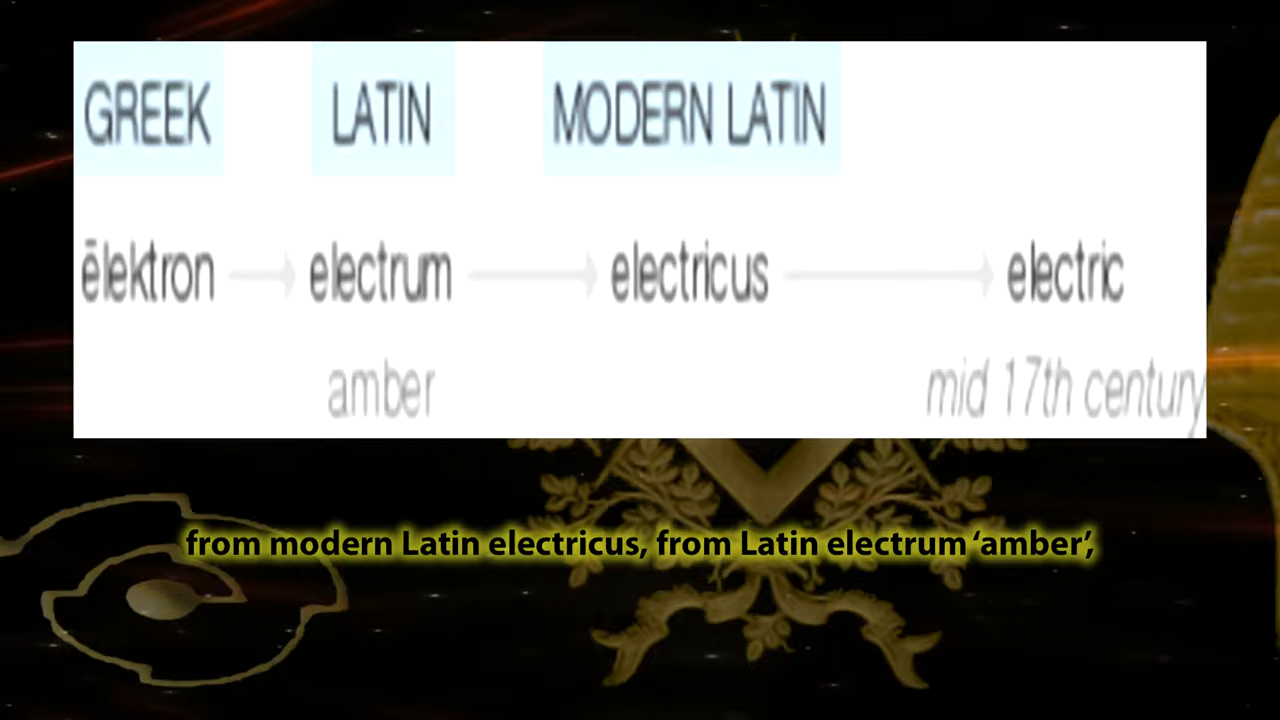 GREEK LATIN MODERN LATIN
ēlektron electrum electricus electric
amber mid 17th century
from modern Latin electricus, from Latin electrum ‘amber’,